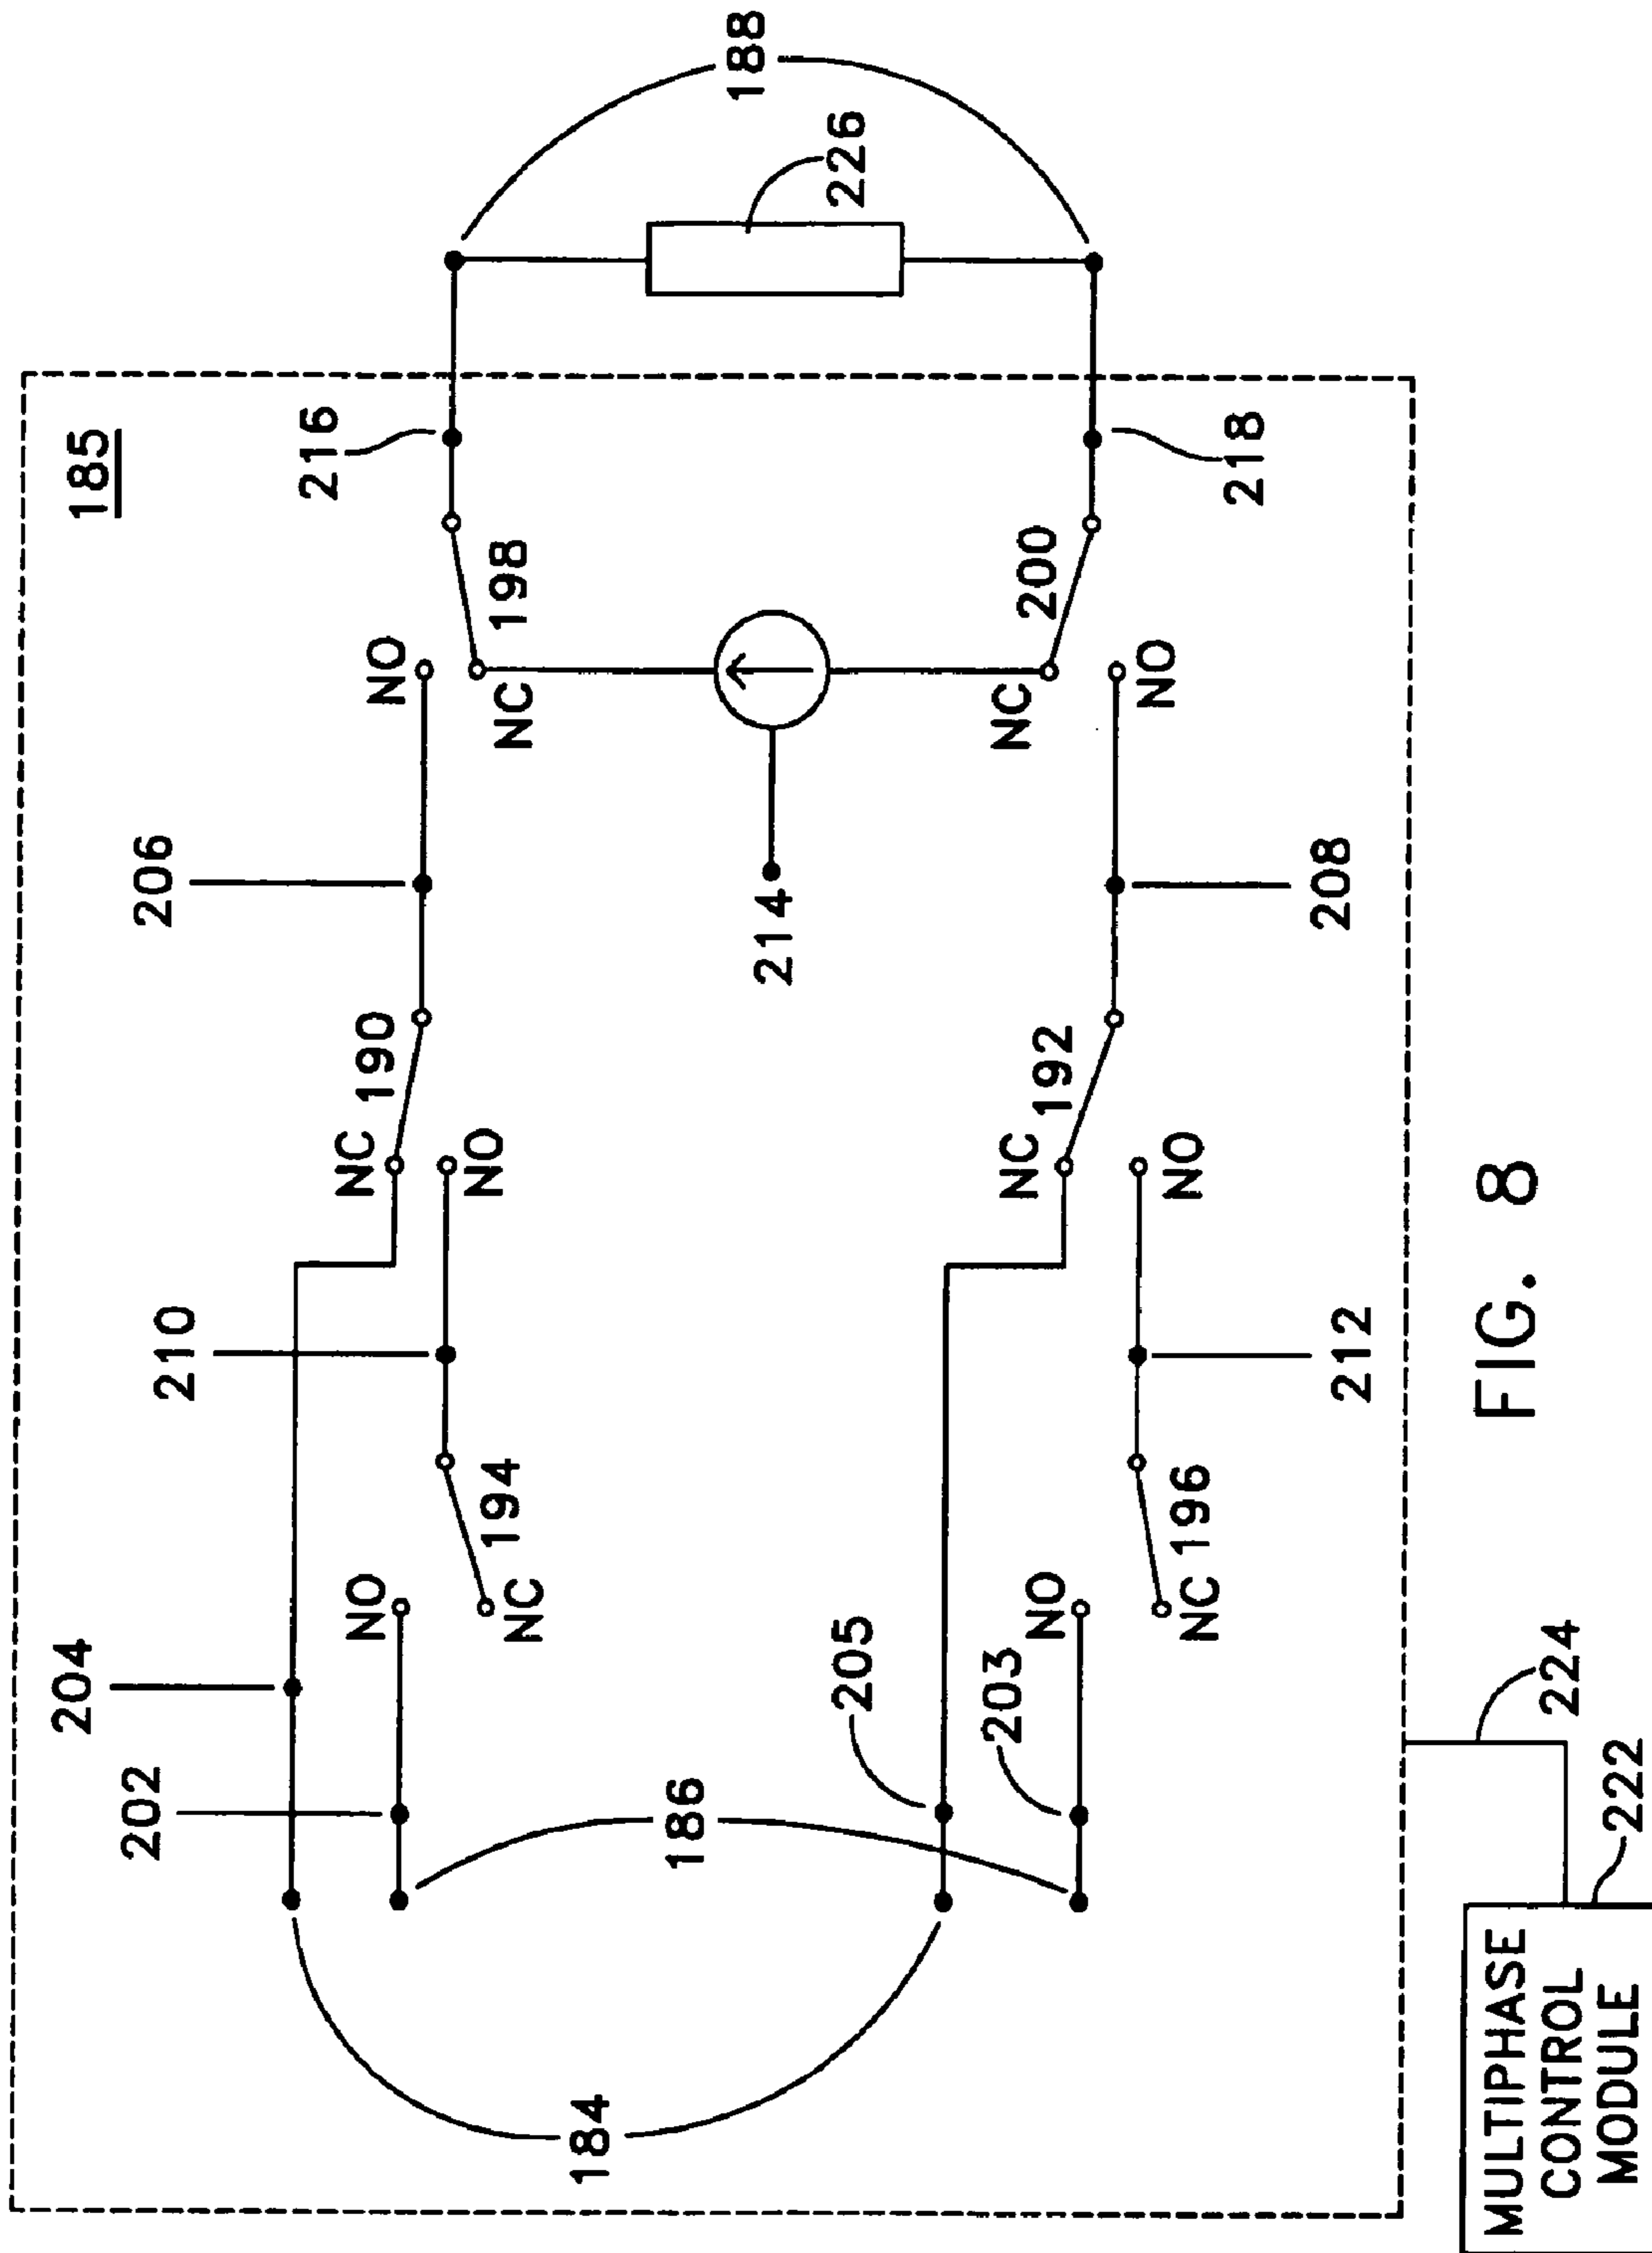 185
188
216
226
198
NO
NC
206
214
200
NC
NO
218
208
190
NC
NO
192
NC
NO
210
212
194
NC
NO
196
NC
NO
204
202
205
203
186
184
224
222
MULTIPHASE
CONTROL
MODULE
FIG. 8